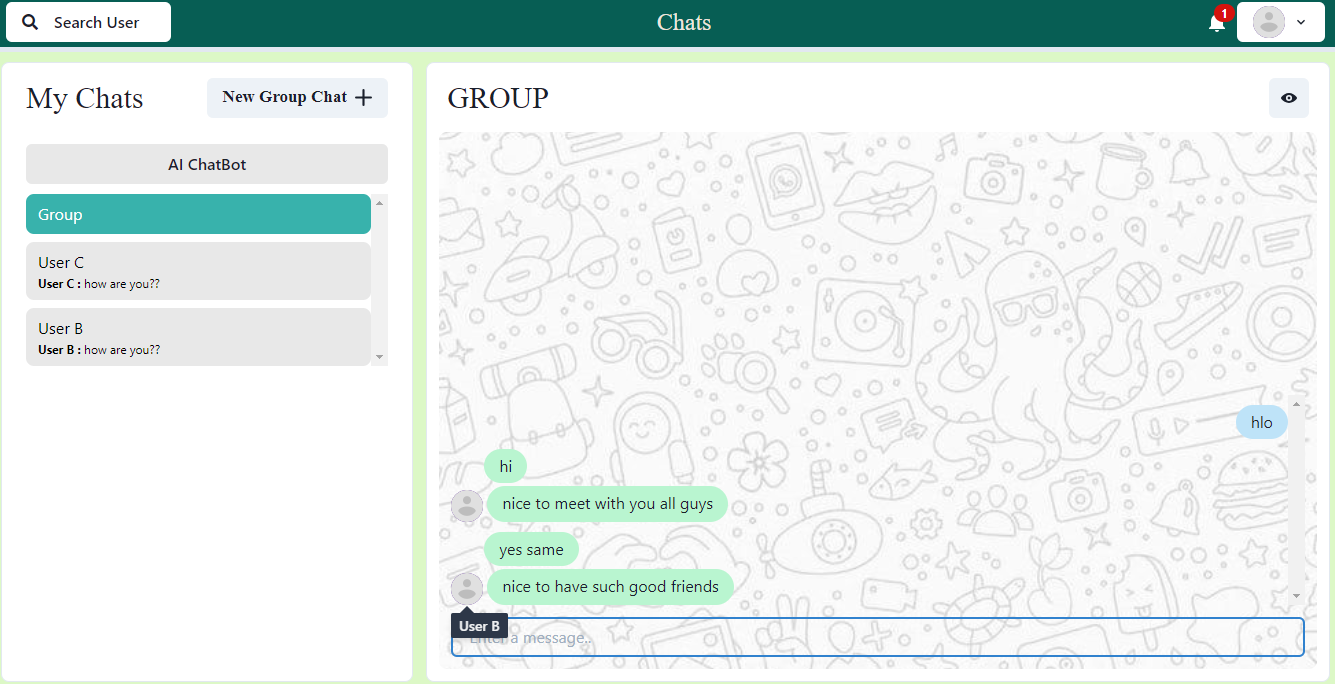 Search User
Chats
1
My Chats
New Group Chat
AI ChatBot
Group
User C
User C : how are you??
User B
User B : how are you??
GROUP
hlo
hi
nice to meet with you all guys
yes same
nice to have such good friends
User B
Enter a message..